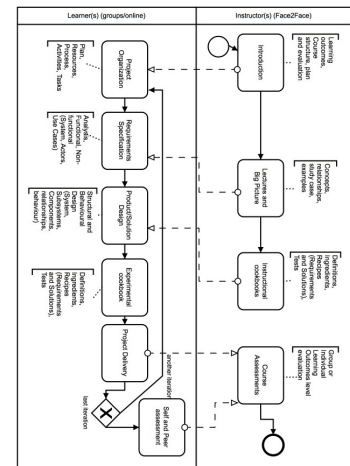 Learner(s) (groups/online)
Instructor(s) (Face2Face)
Learning
outcomes,
Course
structure, plan
and evaluation
Introduction
Concepts,
relationships,
study case,
examples
Lectures and
Big Picture
Definitions,
Ingredients,
Recipes
(Requirements
and Solutions),
Tests
Instructional
cookbooks
Group or
Individual
Learning
Outcomes level
evaluation
Course
Assessments
Project
Organization
Plan,
Resources,
Process,
Activities, Tasks
Requirements
Specification
Analysis,
Functional, Non-
functional
(System, Actors,
Use Cases)
Product/Solution
Design
Structural and
Behavioural
Design
(System,
Subsystems,
Components,
relationships,
behaviour)
Experimental
cookbook
Definitions,
Ingredients,
Recipes
(Requirements
and Solutions),
Tests
Project Delivery
another iteration
X
last iteration
Self and Peer
assessment